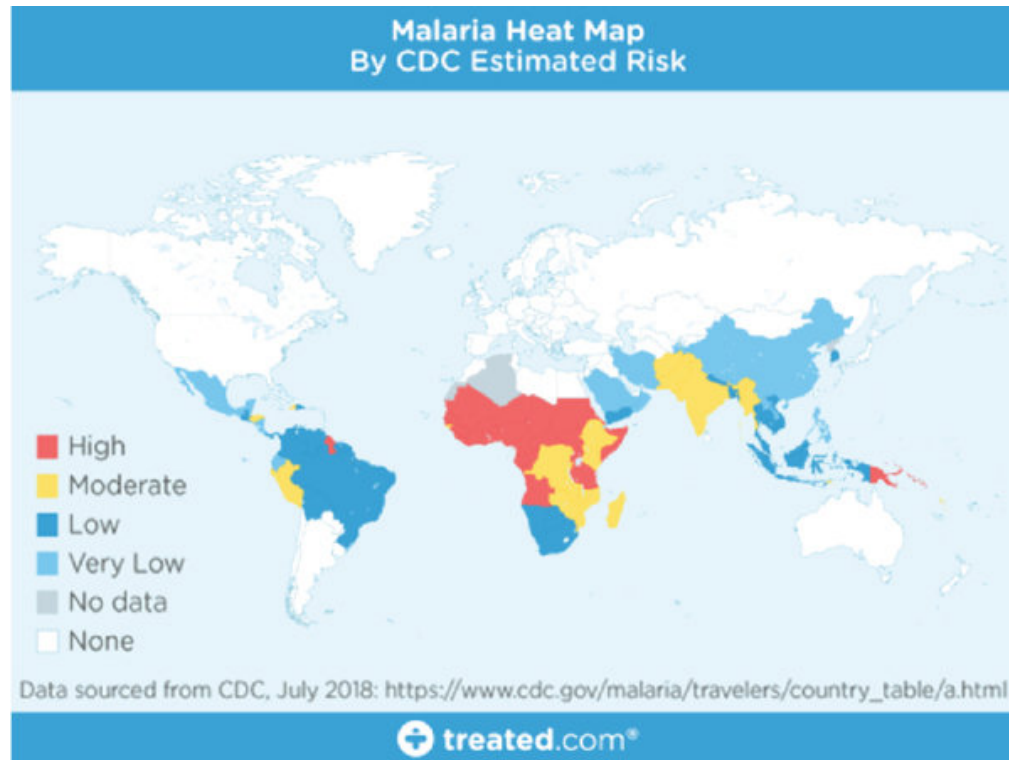 Malaria Heat Map
By CDC Estimated Risk
High
Moderate
Low
Very Low
No data
None
Data sourced from CDC, July 2018: https://www.cdc.gov/malaria/travelers/country_table/a.html
treated.com®